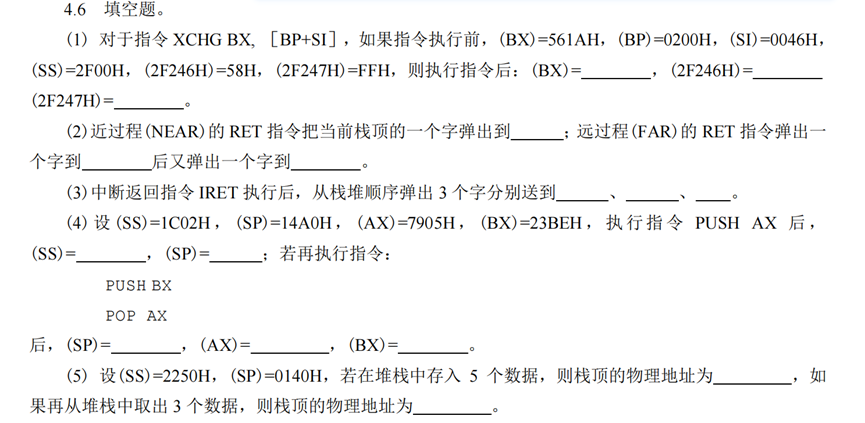 4.6 填空题。
(1) 对于指令 XCHG BX, [BP+SI]，如果指令执行前，(BX)=561AH，(BP)=0200H，(SI)=0046H，
(SS)=2F00H，(2F246H)=58H，(2F247H)=FFH，则执行指令后：(BX)=________，(2F246H)=________
(2F247H)=________。
(2)近过程(NEAR)的 RET 指令把当前栈顶的一个字弹出到______；远过程(FAR)的 RET 指令弹出一
个字到________后又弹出一个字到________。
(3)中断返回指令 IRET 执行后，从栈堆顺序弹出 3 个字分别送到______、______、____。
(4) 设(SS)=1C02H，(SP)=14A0H，(AX)=7905H，(BX)=23BEH，执行指令 PUSH AX 后，
(SS)=________，(SP)=______；若再执行指令：
PUSH BX
POP AX
后，(SP)=________，(AX)=_________，(BX)=________。
(5) 设(SS)=2250H，(SP)=0140H，若在堆栈中存入 5 个数据，则栈顶的物理地址为_________，如
果再从堆栈中取出 3 个数据，则栈顶的物理地址为_________。